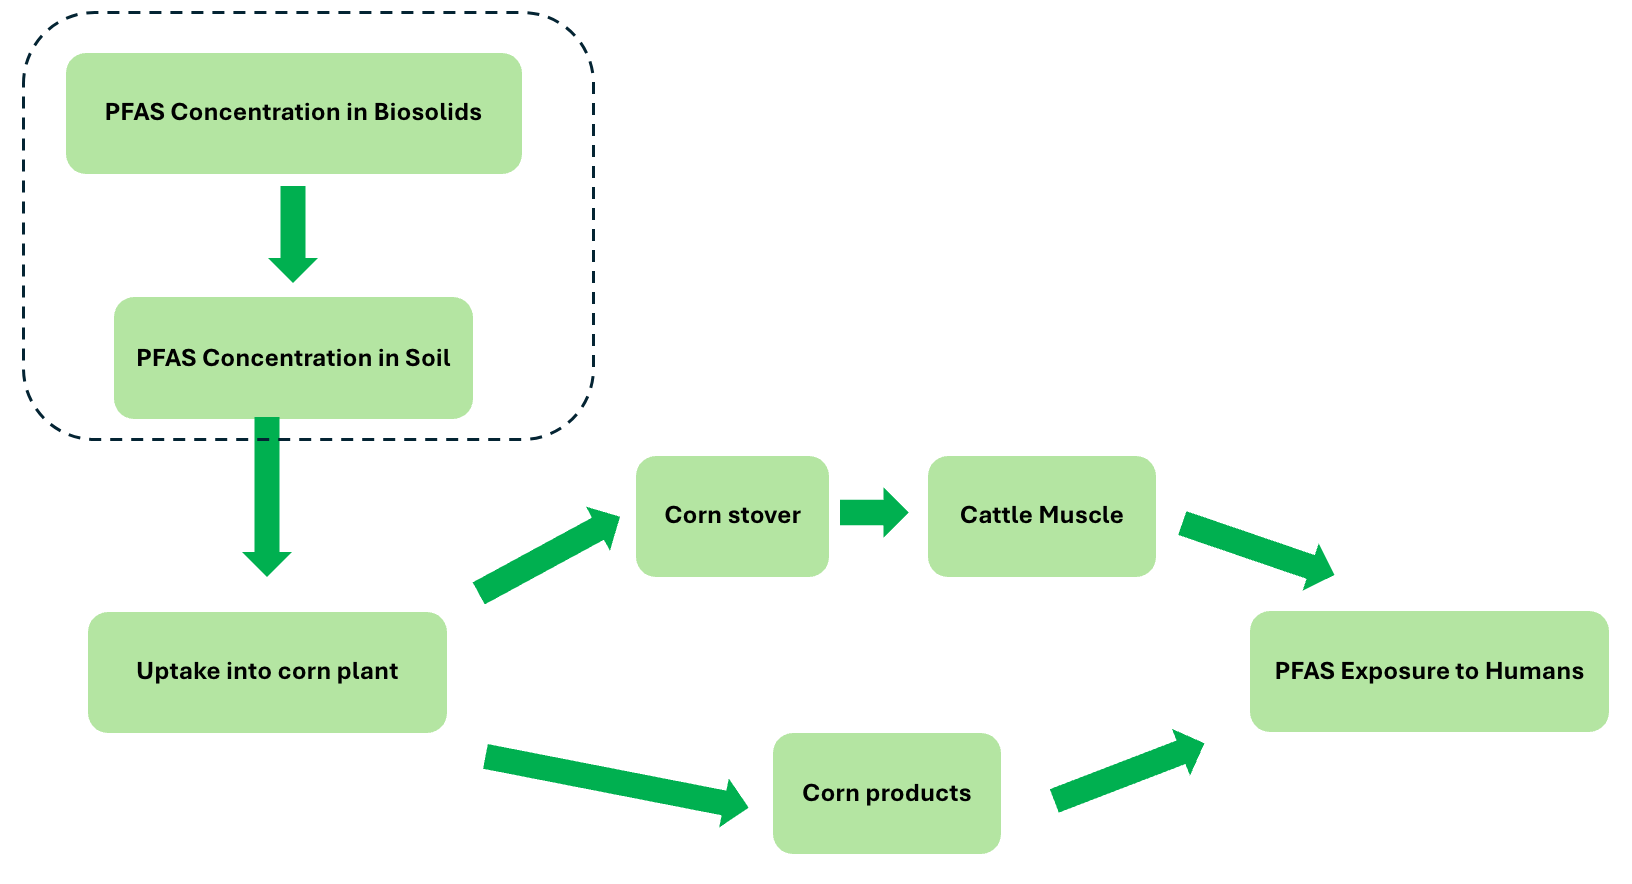 PFAS Concentration in Biosolids
PFAS Concentration in Soil
Corn stover
Cattle Muscle
Uptake into corn plant
PFAS Exposure to Humans
Corn products